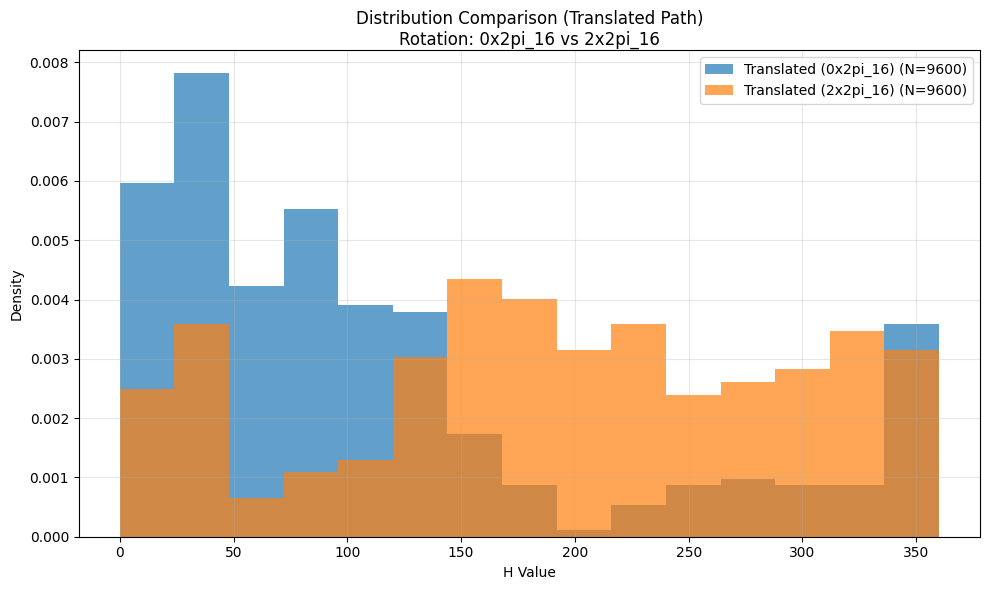 Distribution Comparison (Translated Path)
Rotation: 0x2pi_16 vs 2x2pi_16
Translated (0x2pi_16) (N=9600)
Translated (2x2pi_16) (N=9600)
Density
0.008
0.007
0.006
0.005
0.004
0.003
0.002
0.001
0.000
0 50 100 150 200 250 300 350
H Value